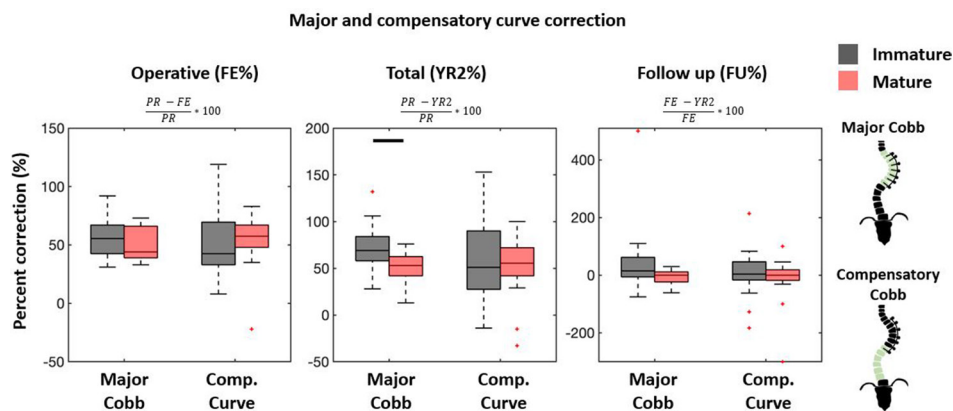 Major and compensatory curve correction
Operative (FE%)
PR − FE
PR
* 100
Total (YR2%)
PR − YR2
PR
* 100
Follow up (FU%)
FE − YR2
FE
* 100
Immature
Mature
Percent correction (%)
150
100
50
0
-50
Major
Cobb
Comp.
Curve
200
150
100
50
0
-50
Major
Cobb
Comp.
Curve
400
200
0
-200
Major
Cobb
Comp.
Curve
Major Cobb
Compensatory
Cobb